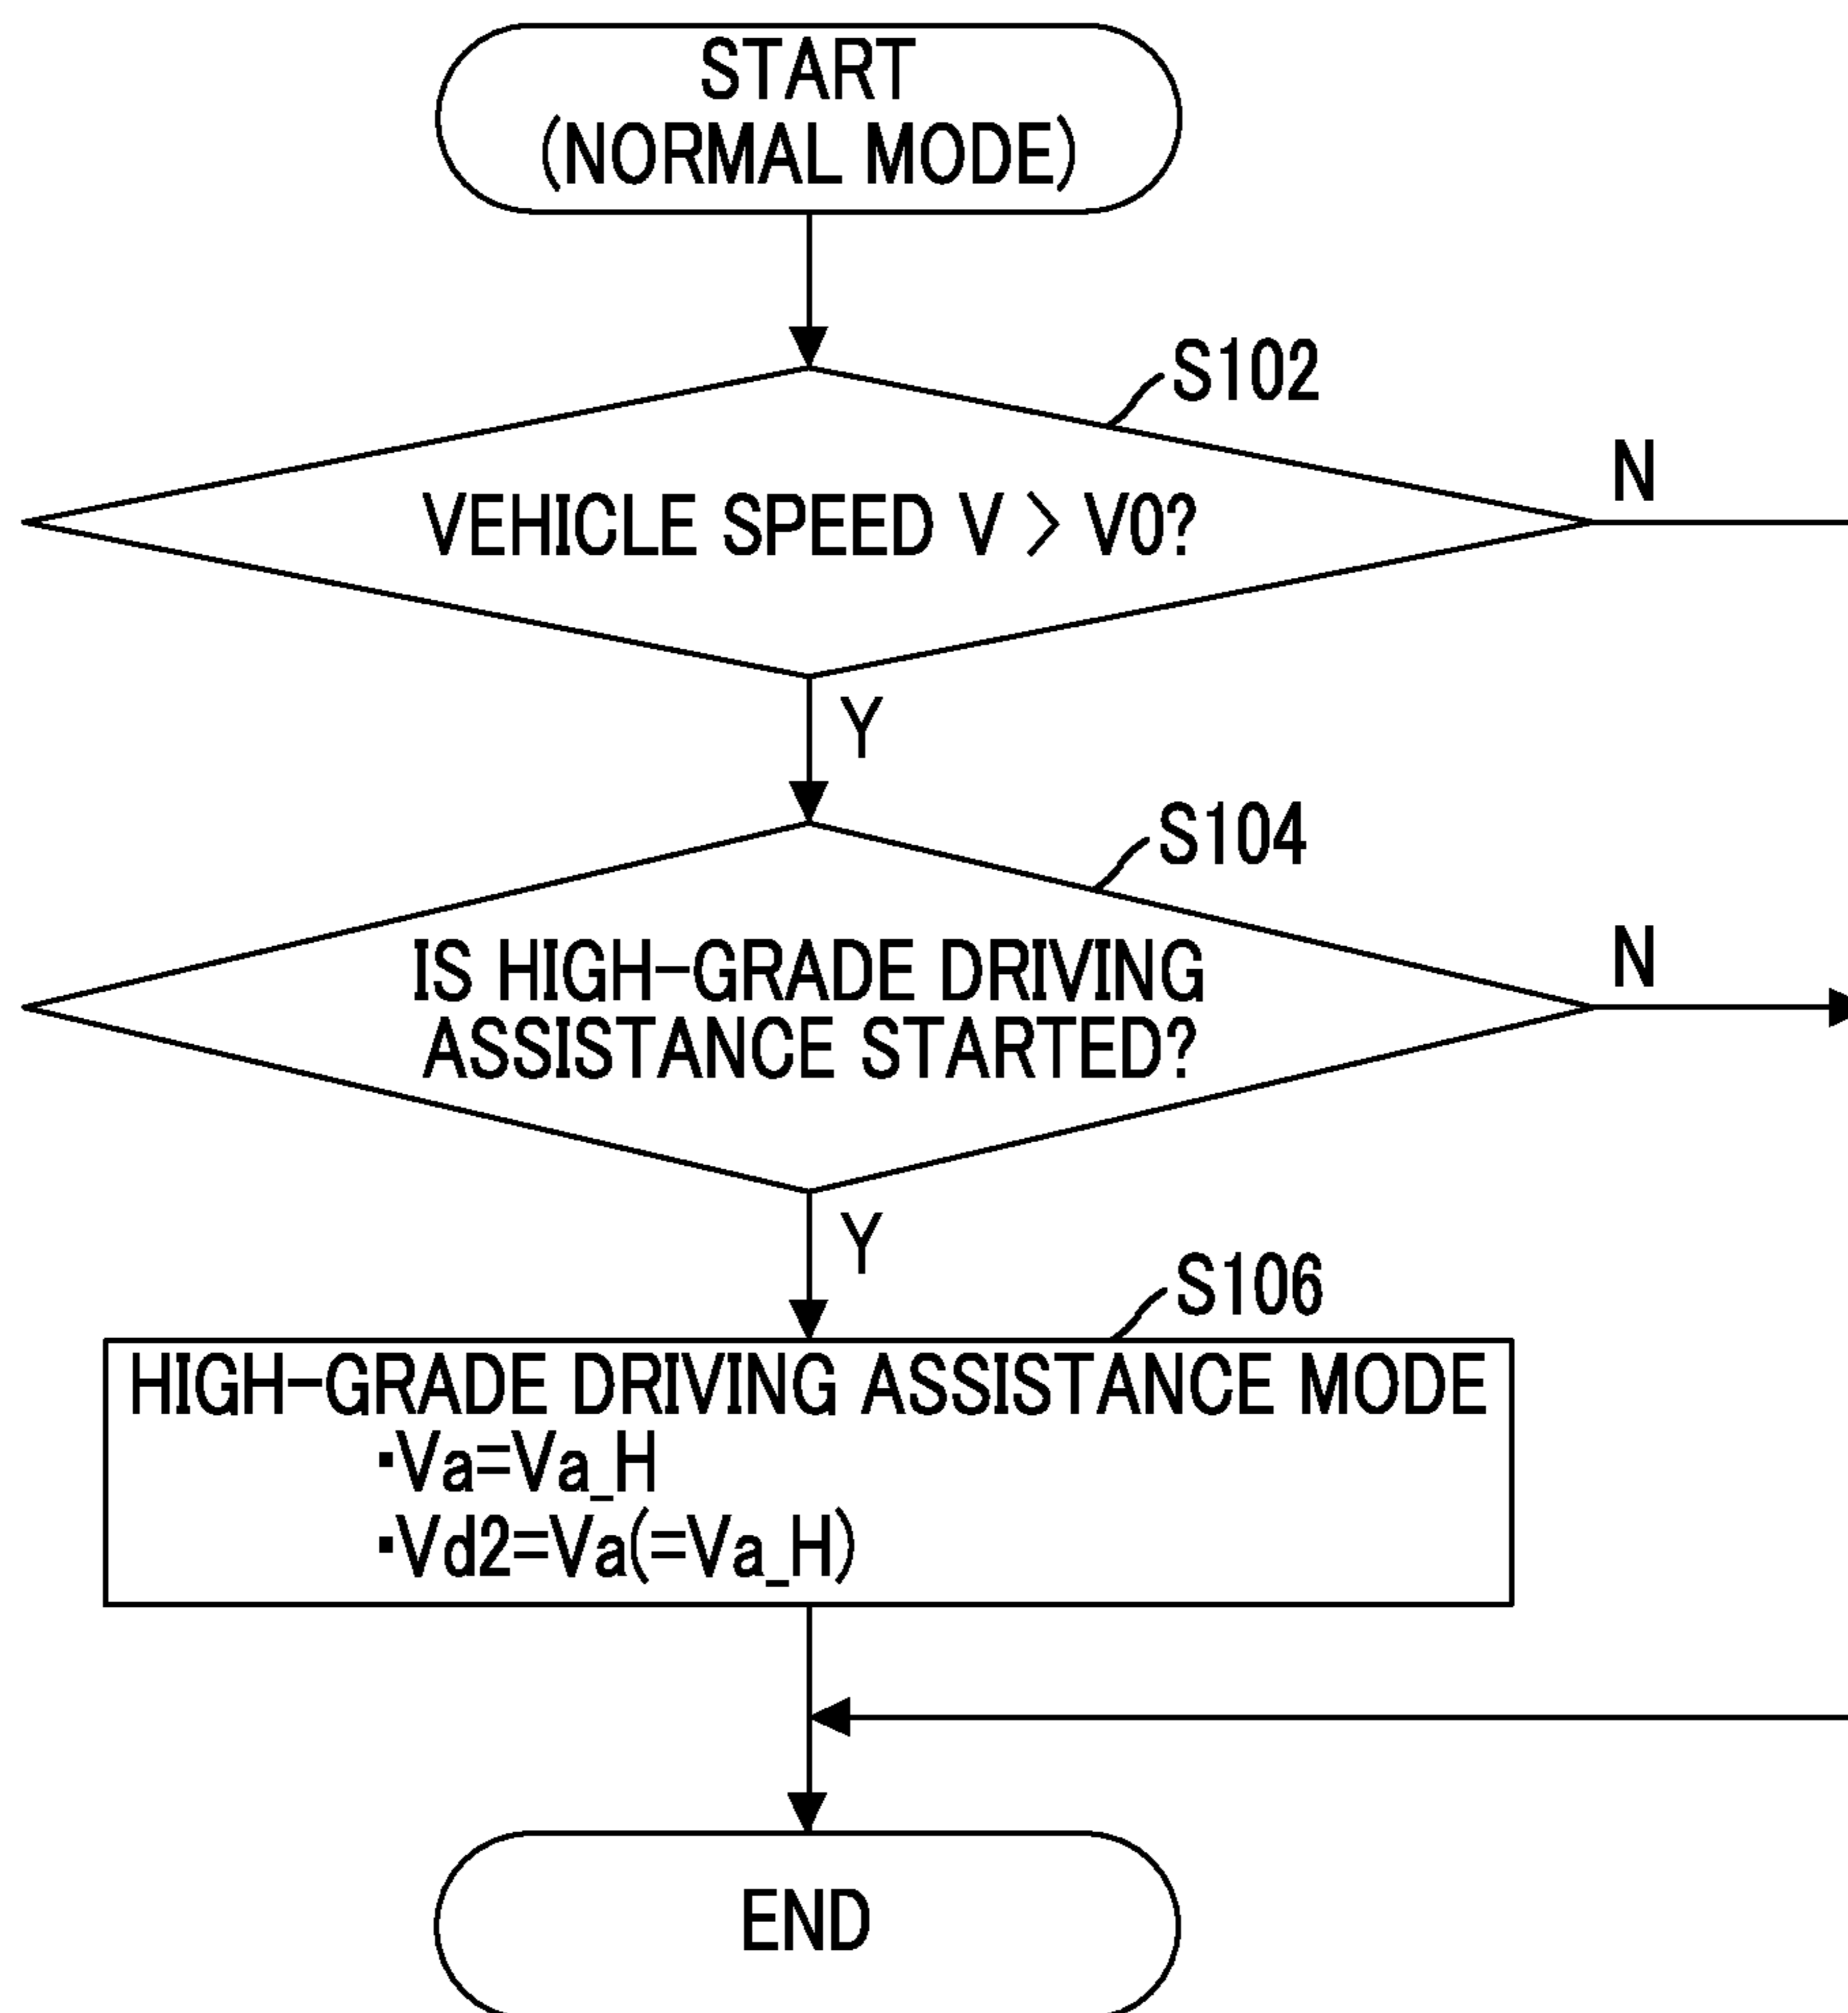 START
(NORMAL MODE)
S102
VEHICLE SPEED V > V0?
N
Y
S104
IS HIGH-GRADE DRIVING
ASSISTANCE STARTED?
N
Y
S106
HIGH-GRADE DRIVING ASSISTANCE MODE
・Va=Va_H
・Vd2=Va(=Va_H)
END